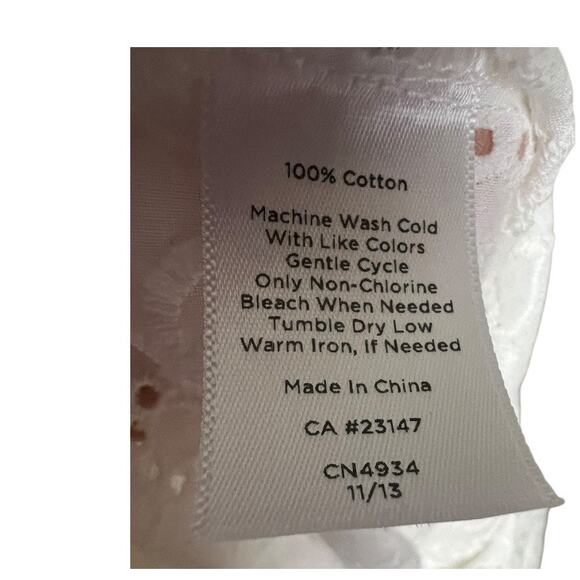 100% Cotton
Machine Wash Cold
With Like Colors
Gentle Cycle
Only Non-Chlorine
Bleach When Needed
Tumble Dry Low
Warm Iron, If Needed
Made In China
CA #23147
CN4934
11/13